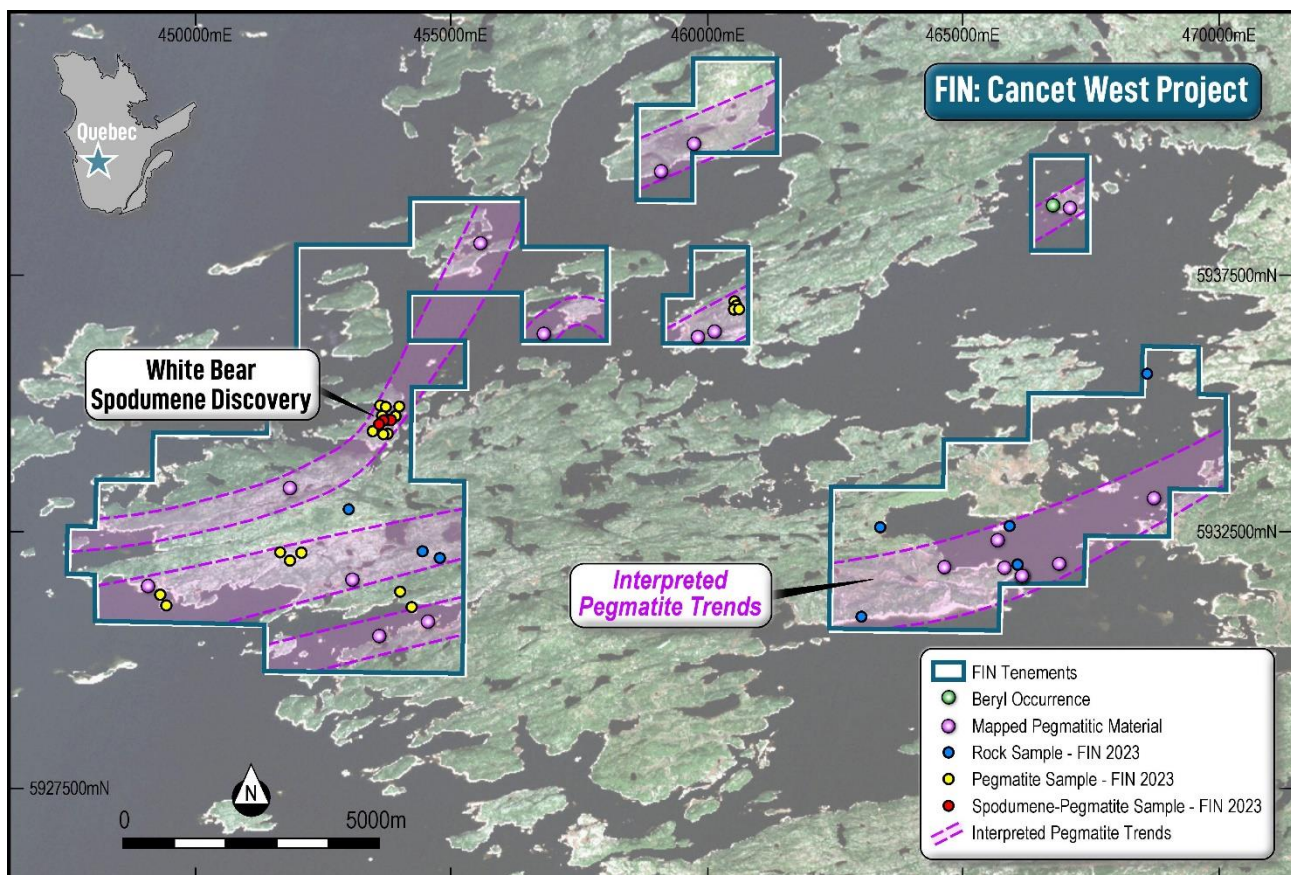 450000mE
455000mE
460000mE
465000mE
470000mE
Quebec
FIN: Cancet West Project
5937500mN
White Bear
Spodumene Discovery
5932500mN
Interpreted
Pegmatite Trends
5927500mN
N
0
5000m
FIN Tenements
Beryl Occurrence
Mapped Pegmatitic Material
Rock Sample - FIN 2023
Pegmatite Sample - FIN 2023
Spodumene-Pegmatite Sample - FIN 2023
Interpreted Pegmatite Trends